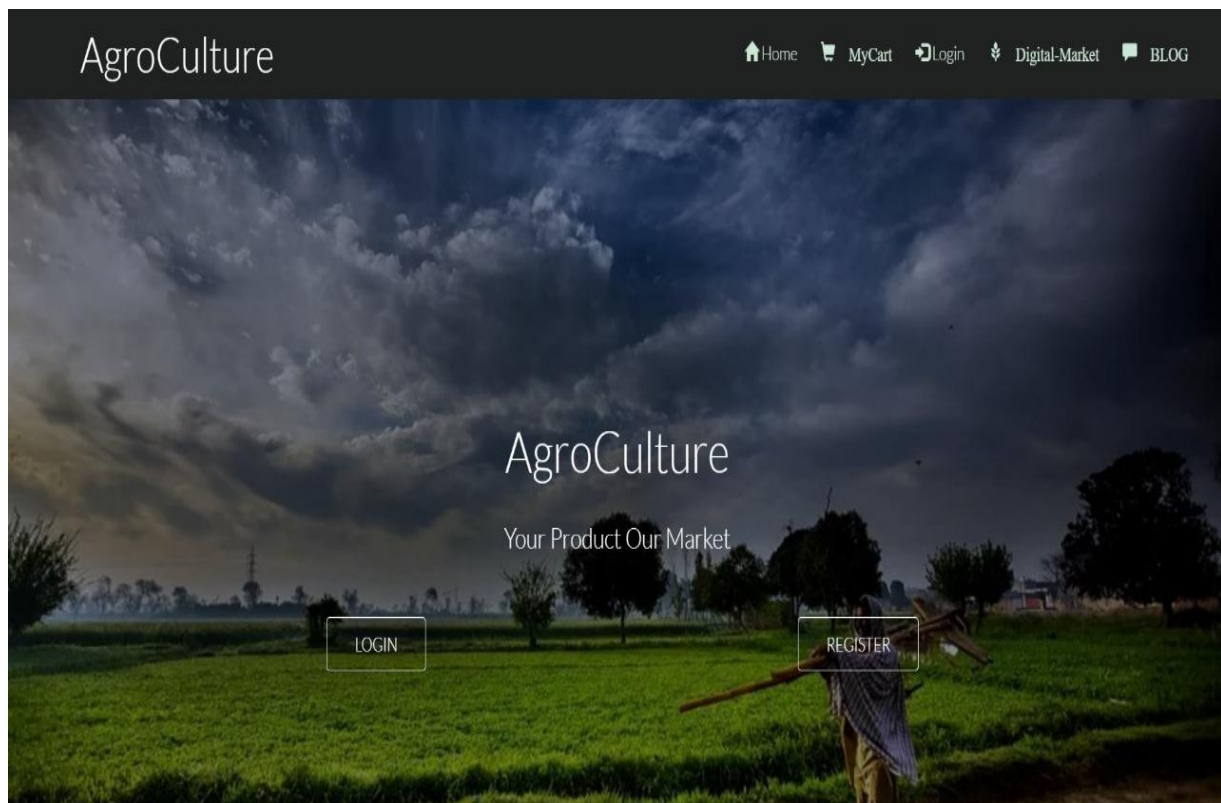 AgroCulture
Home MyCart Login Digital-Market BLOG
AgroCulture
Your Product Our Market
LOGIN REGISTER